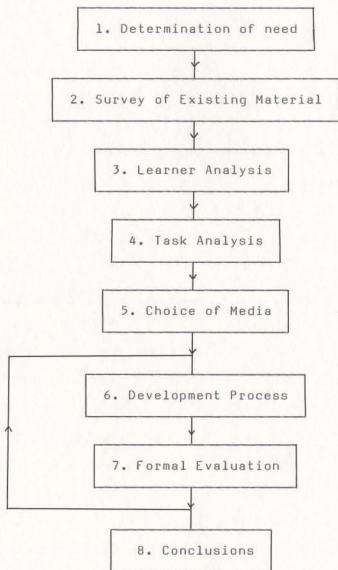 1. Determination of need
2. Survey of Existing Material
3. Learner Analysis
4. Task Analysis
5. Choice of Media
6. Development Process
7. Formal Evaluation
8. Conclusions